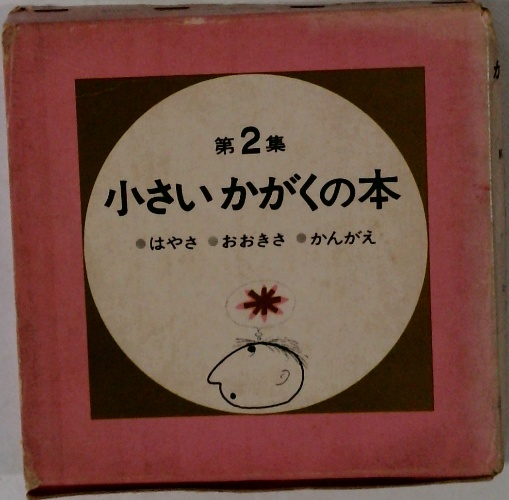 第2集
小さい かがくの本
●はやさ ●おおきさ ●かんがえ